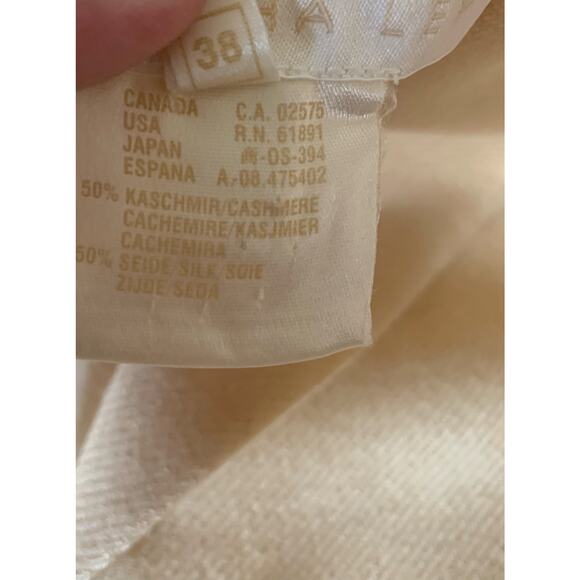 38
CANADA C.A. 02575
USA R.N. 61891
JAPAN 商-OS-394
ESPANA A-08.475402
50% KASCHMIR/CASHMERE
CACHEMIRE/KASJMIER
CACHEMIRA
50% SEIDE/SILK/SOIE
ZIJDE/SEDA